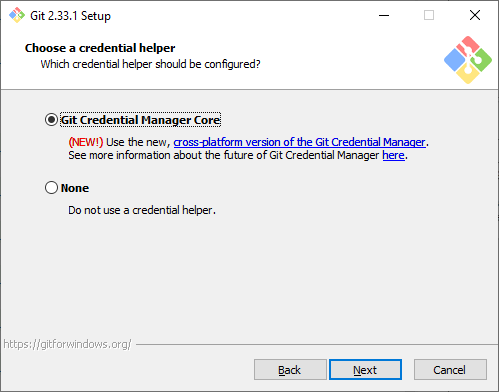 Git 2.33.1 Setup
Choose a credential helper
Which credential helper should be configured?
Git Credential Manager Core
(NEW!) Use the new, cross-platform version of the Git Credential Manager.
See more information about the future of Git Credential Manager here.
None
Do not use a credential helper.
https://gitforwindows.org/
Back
Next
Cancel